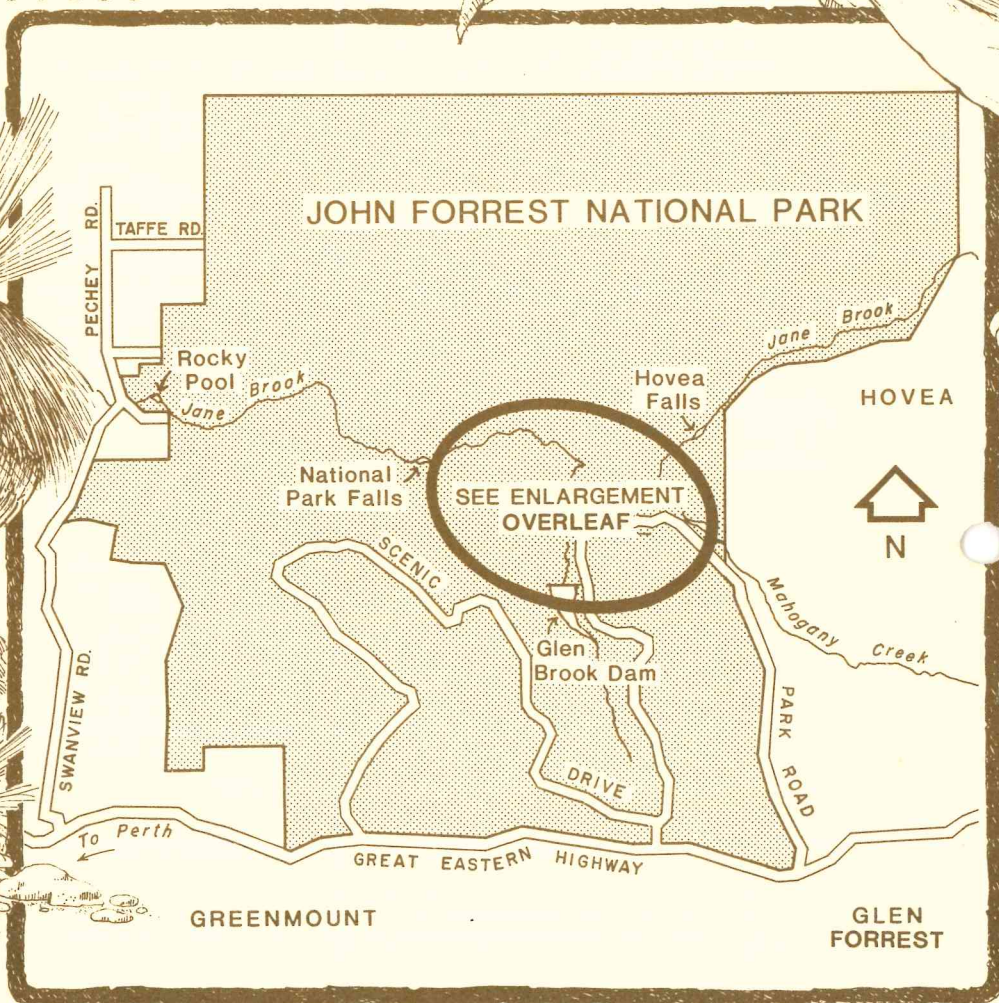 JOHN FORREST NATIONAL PARK
PECHEY RD.
TAFFE RD.
Rocky
Pool
Jane Brook
Jane Brook
Hovea
Falls
HOVEA
National
Park Falls
SEE ENLARGEMENT
OVERLEAF
N
SCENIC
DRIVE
Glen
Brook Dam
Mahogany Creek
SWANVIEW RD.
PARK ROAD
To Perth
GREAT EASTERN HIGHWAY
GREENMOUNT
GLEN
FORREST